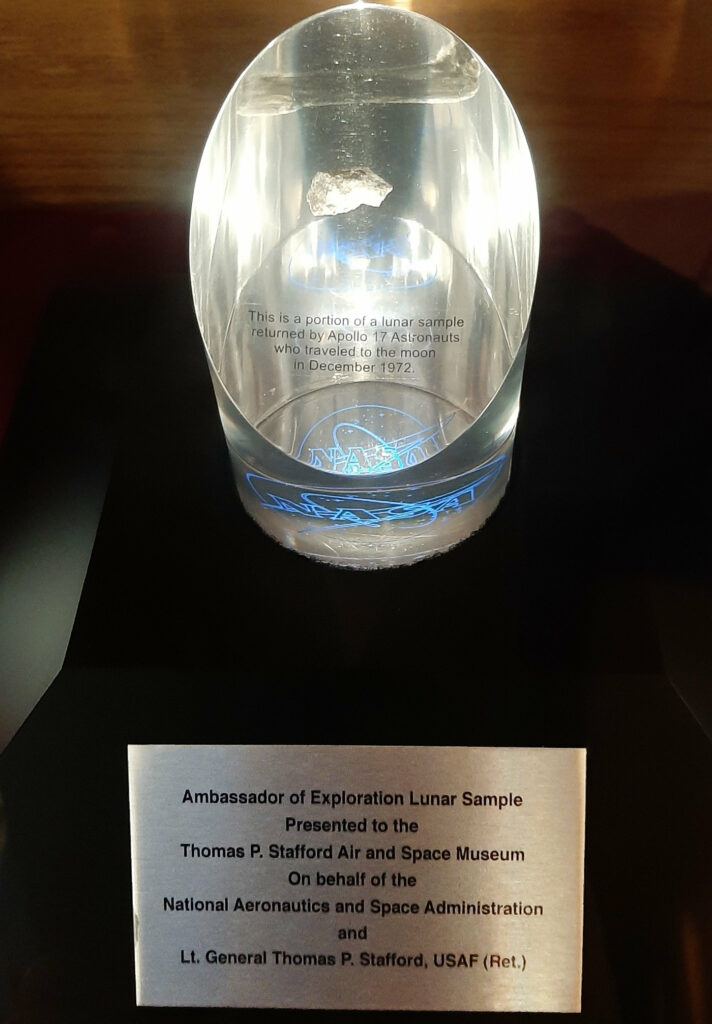 This is a portion of a lunar sample
returned by Apollo 17 Astronauts
who traveled to the moon
in December 1972.
NASA
NASA
Ambassador of Exploration Lunar Sample
Presented to the
Thomas P. Stafford Air and Space Museum
On behalf of the
National Aeronautics and Space Administration
and
Lt. General Thomas P. Stafford, USAF (Ret.)